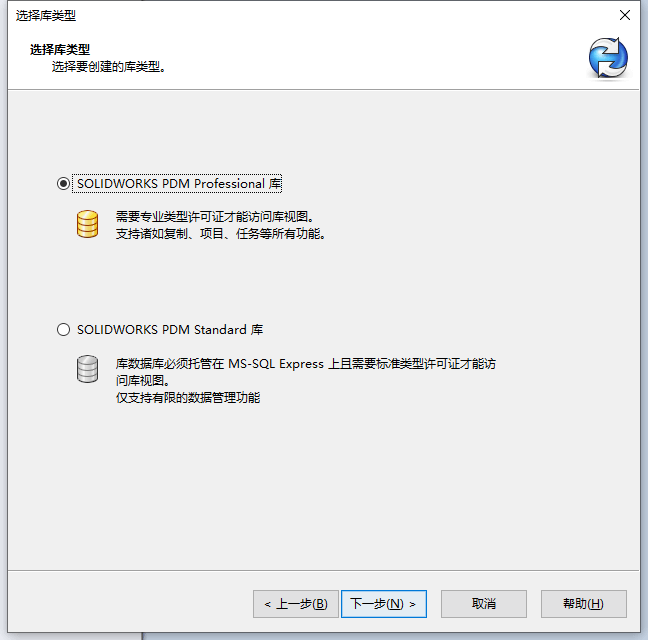 选择库类型
选择库类型
选择要创建的库类型。
SOLIDWORKS PDM Professional 库
需要专业类型许可证才能访问库视图。
支持诸如复制、项目、任务等所有功能。
SOLIDWORKS PDM Standard 库
库数据库必须托管在 MS-SQL Express 上且需要标准类型许可证才能访
问库视图。
仅支持有限的数据管理功能
< 上一步(B) 下一步(N) > 取消 帮助(H)